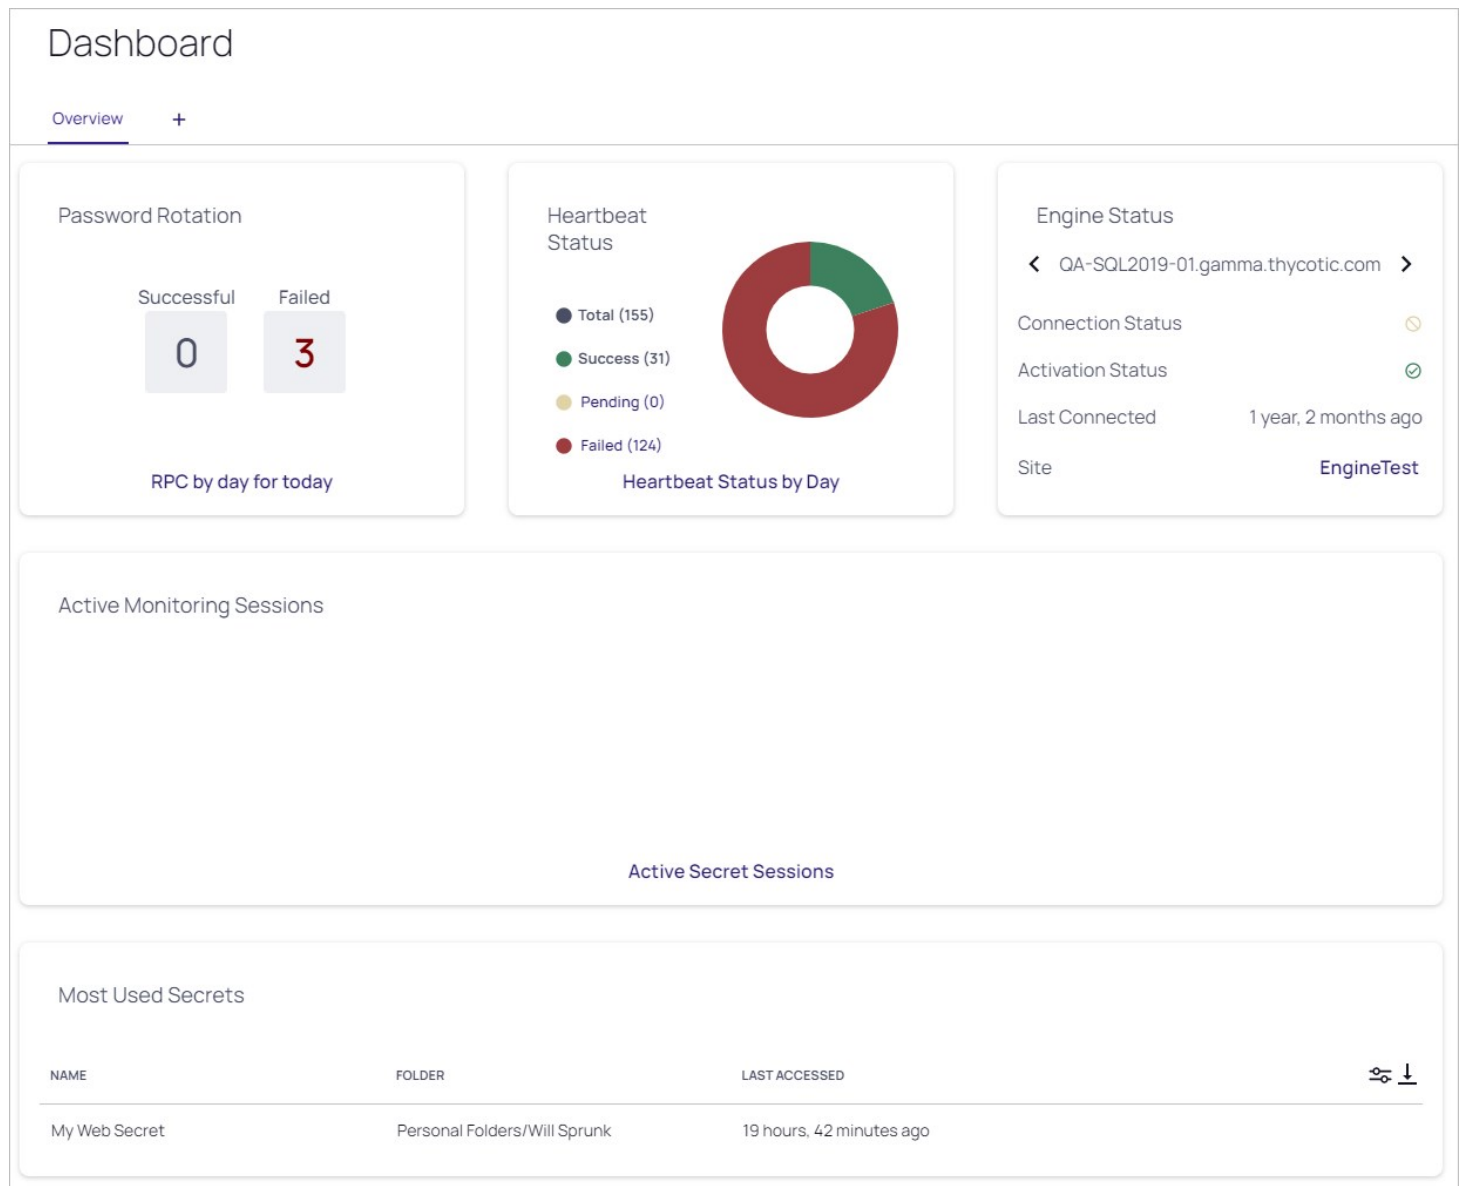 Dashboard
Overview
+
Password Rotation
Successful Failed
0 3
RPC by day for today
Heartbeat
Status
Total (155)
Success (31)
Pending (0)
Failed (124)
Heartbeat Status by Day
Engine Status
QA-SQL2019-01.gamma.thycotic.com
Connection Status
Activation Status
Last Connected 1 year, 2 months ago
Site EngineTest
Active Monitoring Sessions
Active Secret Sessions
Most Used Secrets
NAME FOLDER LAST ACCESSED
My Web Secret Personal Folders/Will Sprunk 19 hours, 42 minutes ago